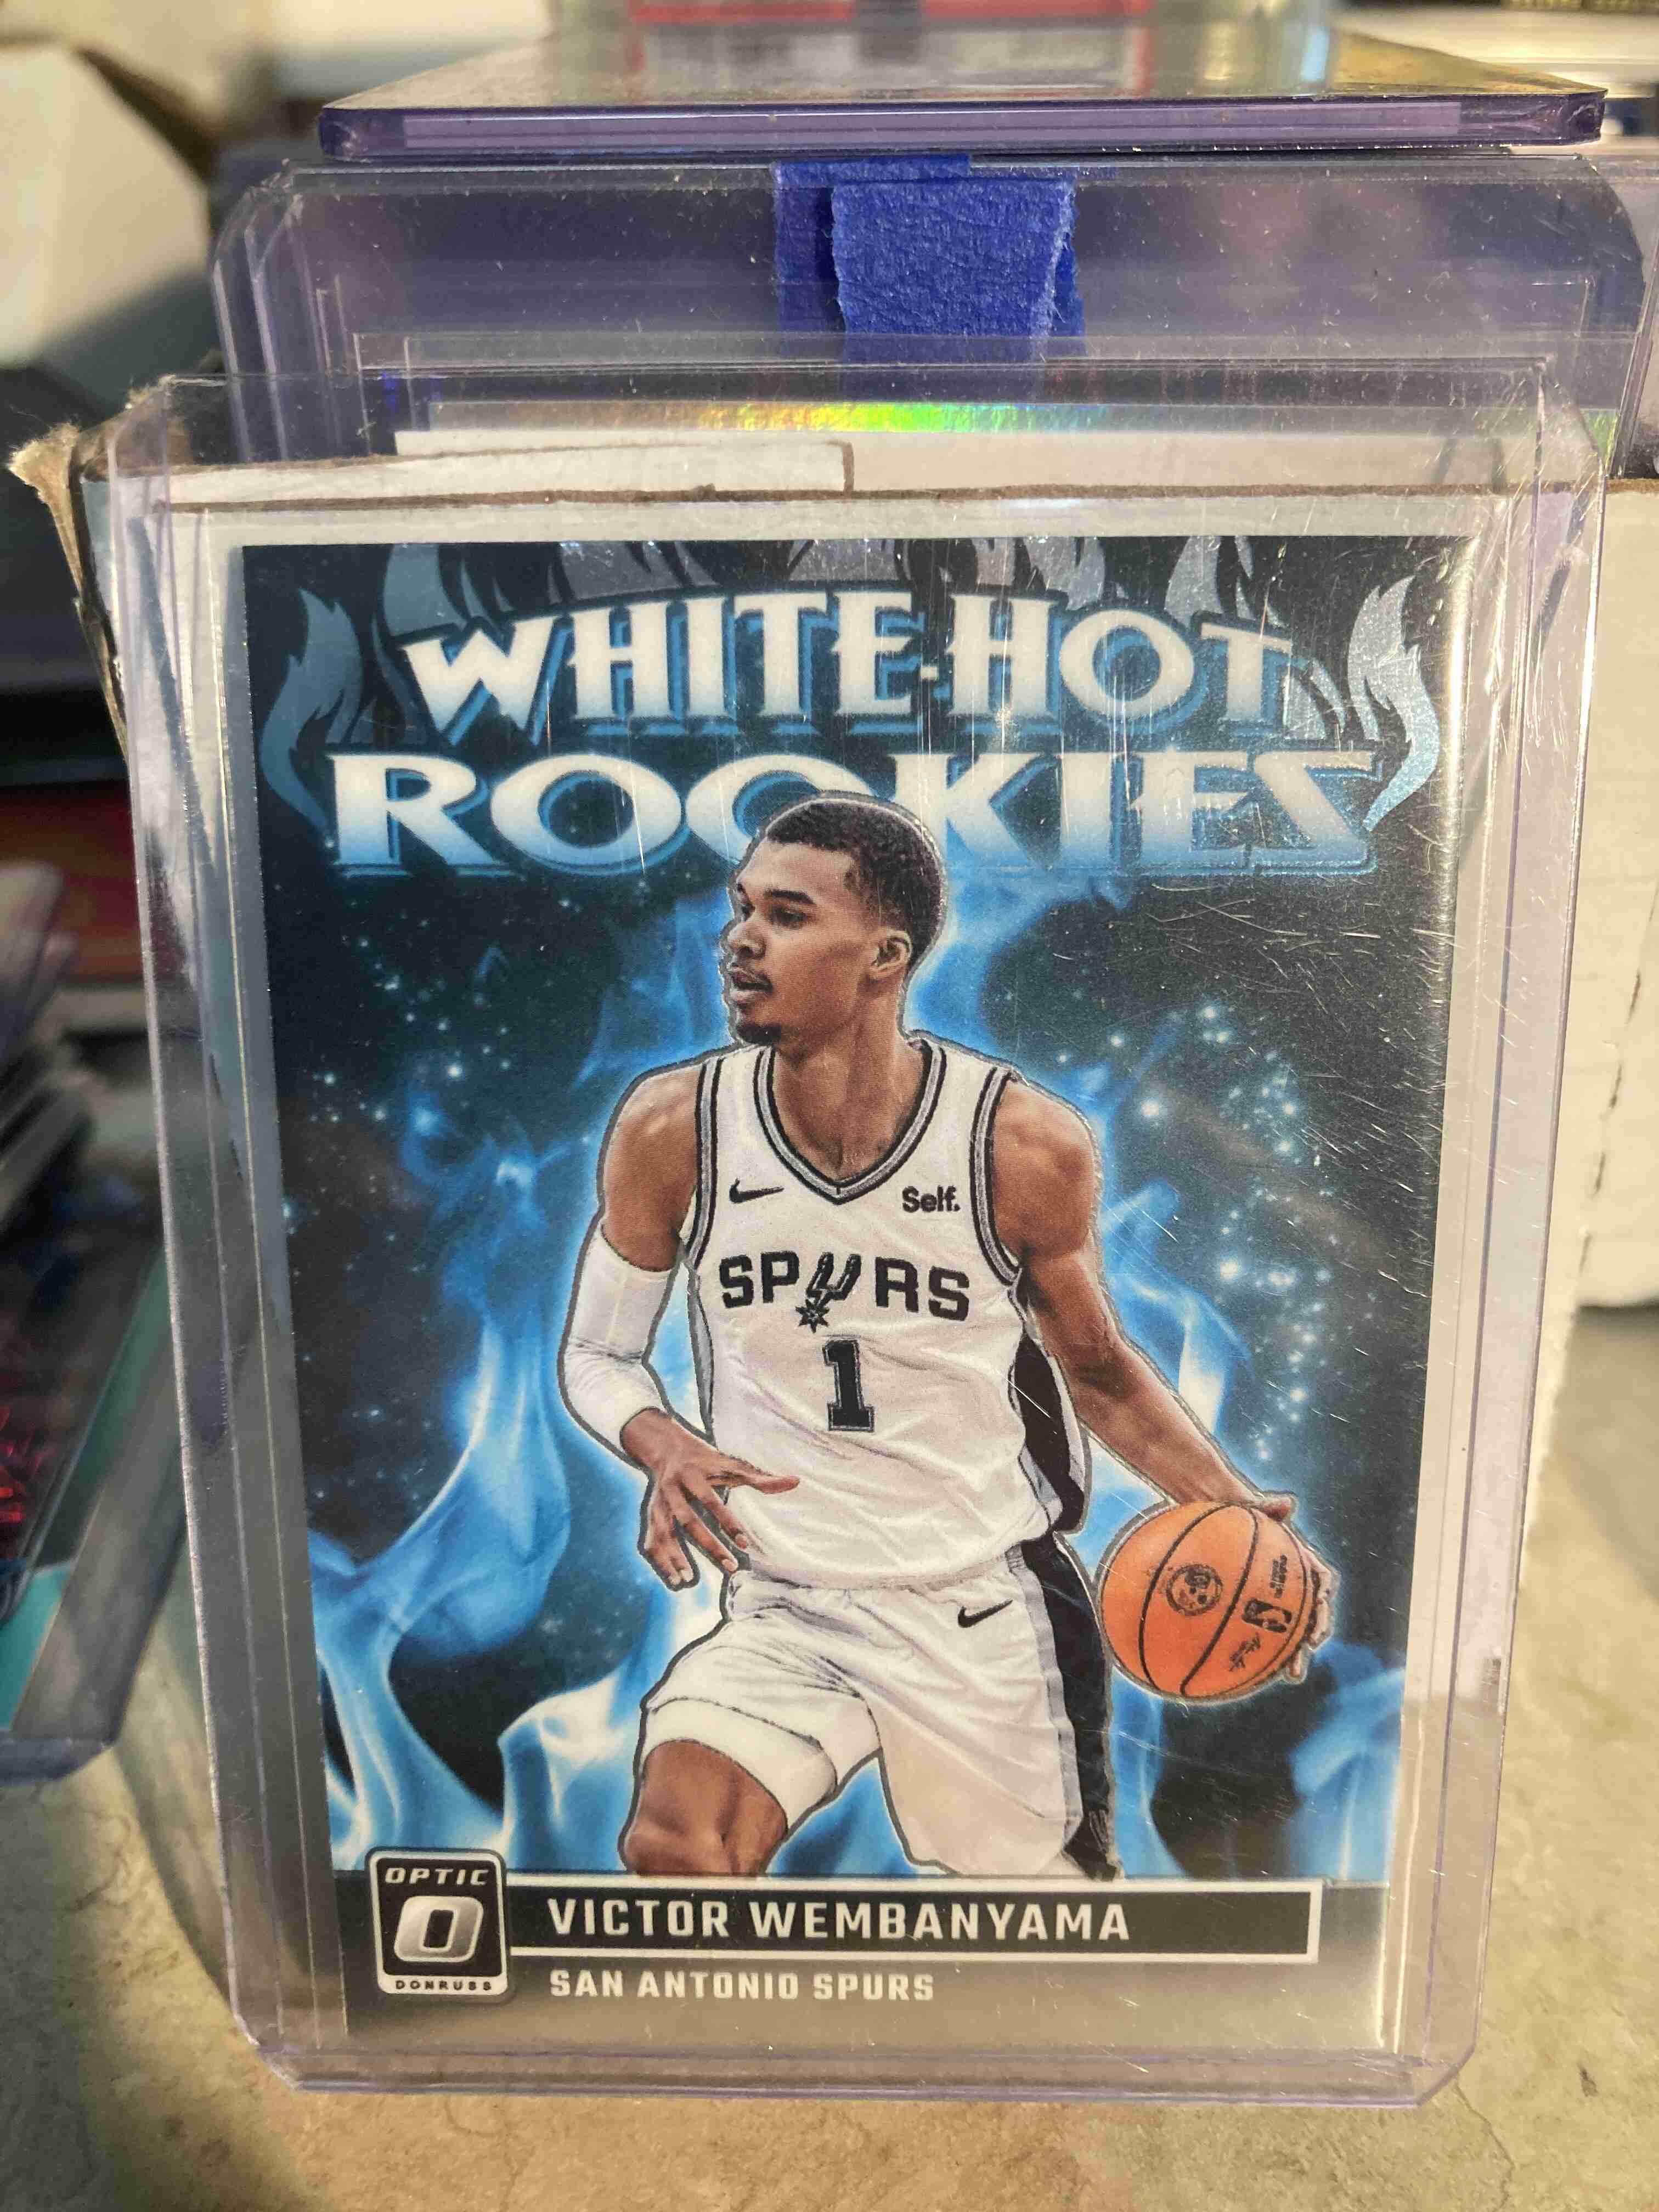 WHITE-HOT
ROOKIES
Self.
SPURS
1
OPTIC
DONRUSS
VICTOR WEMBANYAMA
SAN ANTONIO SPURS